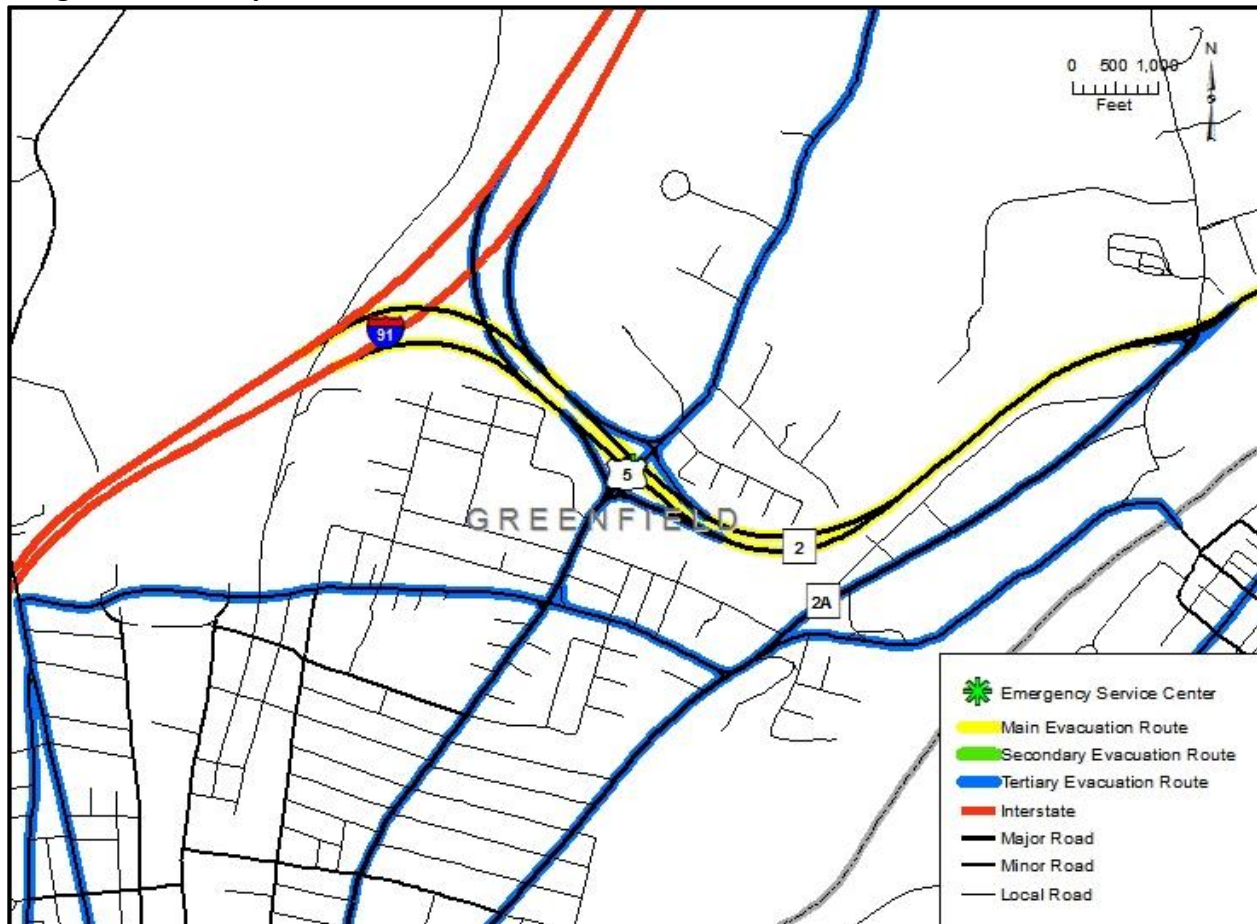 N
0 500 1,000
Feet
91
5
GREENFIELD
2
2A
Emergency Service Center
Main Evacuation Route
Secondary Evacuation Route
Tertiary Evacuation Route
Interstate
Major Road
Minor Road
Local Road